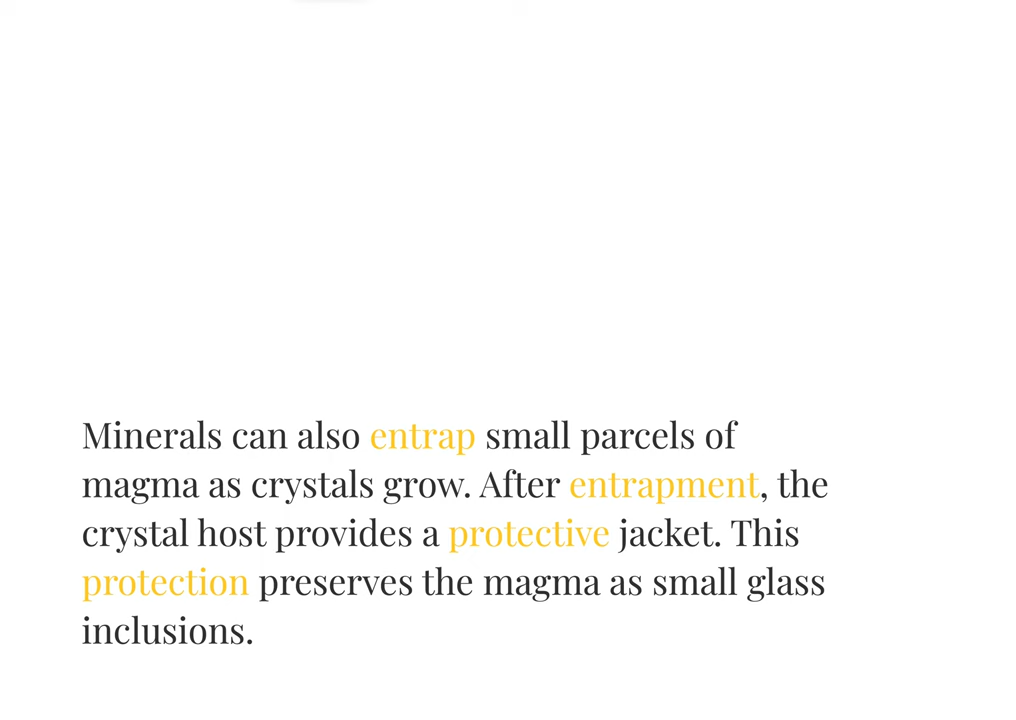 Minerals can also entrap small parcels of
magma as crystals grow. After entrapment, the
crystal host provides a protective jacket. This
protection preserves the magma as small glass
inclusions.